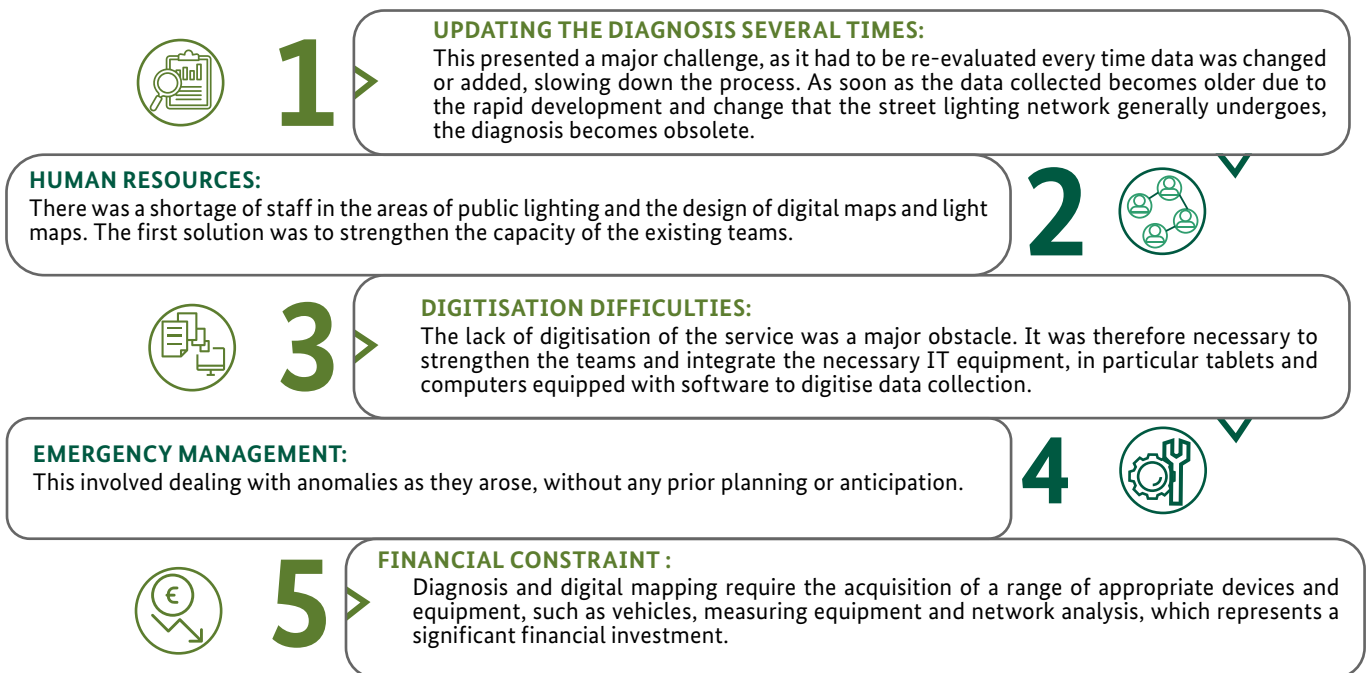 1
UPDATING THE DIAGNOSIS SEVERAL TIMES:
This presented a major challenge, as it had to be re-evaluated every time data was changed
or added, slowing down the process. As soon as the data collected becomes older due to
the rapid development and change that the street lighting network generally undergoes,
the diagnosis becomes obsolete.
HUMAN RESOURCES:
There was a shortage of staff in the areas of public lighting and the design of digital maps and light
maps. The first solution was to strengthen the capacity of the existing teams.
2
3
DIGITISATION DIFFICULTIES:
The lack of digitisation of the service was a major obstacle. It was therefore necessary to
strengthen the teams and integrate the necessary IT equipment, in particular tablets and
computers equipped with software to digitise data collection.
EMERGENCY MANAGEMENT:
This involved dealing with anomalies as they arose, without any prior planning or anticipation.
4
€
5
FINANCIAL CONSTRAINT :
Diagnosis and digital mapping require the acquisition of a range of appropriate devices and
equipment, such as vehicles, measuring equipment and network analysis, which represents a
significant financial investment.